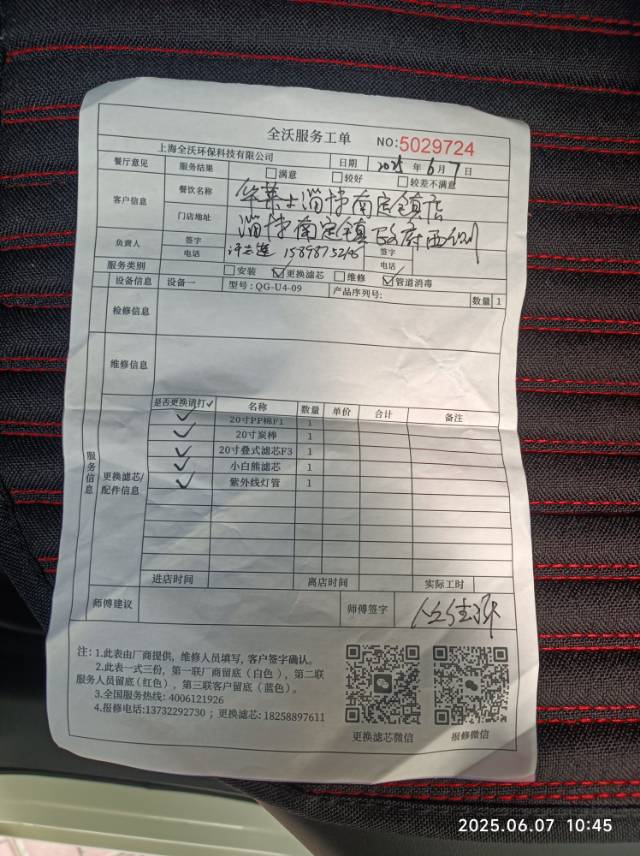 全沃服务工单
NO:5029724
上海全沃环保科技有限公司 日期 2025 年 6 月 7 日
餐厅意见 服务结果 □满意 □较好 □较差不满意
客户信息 餐饮名称 华莱士淄博南定镇店
门店地址 淄博南定镇政府西侧
负责人 签字 电话 签字 电话
服务类别 □安装 ☑更换滤芯 □维修 ☑管道消毒
设备信息 设备一 型号: QG-U4-09 产品序列号: 数量 1
检修信息
维修信息
服务信息
更换滤芯/配件信息
是否更换请打✓ 名称 数量 单价 合计 备注
✓ 20寸PP棉F1 1
✓ 20寸炭棒 1
✓ 20寸叠式滤芯F3 1
✓ 小白熊滤芯 1
✓ 紫外线灯管 1
进店时间 离店时间 实际工时
师傅建议 师傅签字
注: 1.此表由厂商提供, 维修人员填写, 客户签字确认。
2.此表一式三份, 第一联厂商留底 (白色), 第二联
服务人员留底(红色), 第三联客户留底 (蓝色)。
3.全国服务热线: 4006121926
4.报修电话:13732292730 ; 更换滤芯: 18258897611
更换滤芯微信 报修微信
2025.06.07 10:45